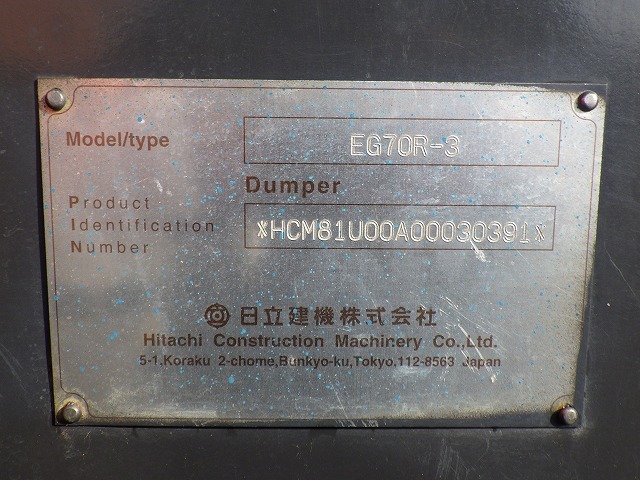 Model/type EG70R-3
Dumper
Product
Identification
Number
*HCM81U00A00030391*
日立建機株式会社
Hitachi Construction Machinery Co.,Ltd.
5-1,Koraku 2-chome,Bunkyo-ku,Tokyo,112-8563 Japan